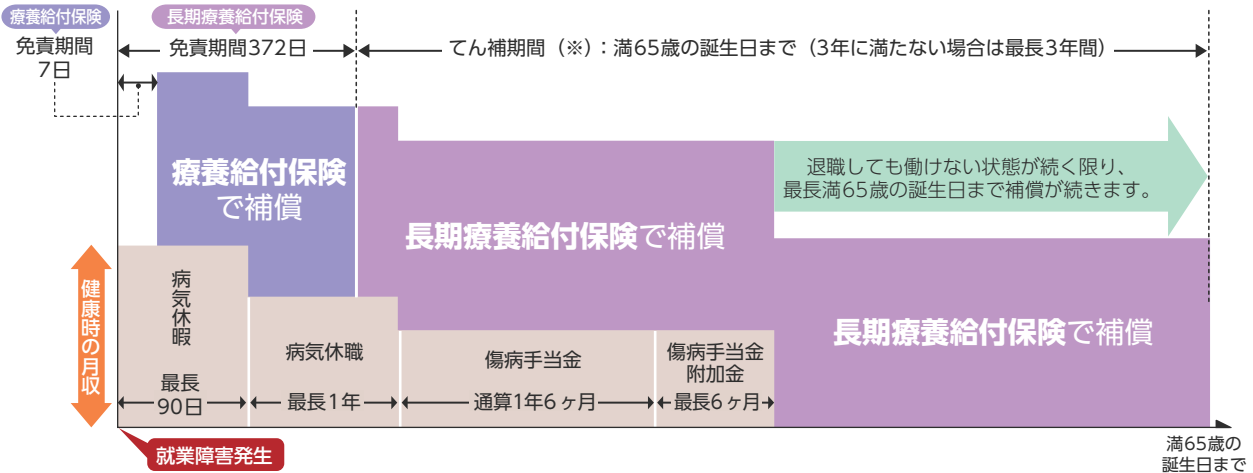 療養給付保険
長期療養給付保険
免責期間
7日
免責期間372日
てん補期間（※）：満65歳の誕生日まで（3年に満たない場合は最長3年間）
療養給付保険
で補償
長期療養給付保険で補償
退職しても働けない状態が続く限り、
最長満65歳の誕生日まで補償が続きます。
長期療養給付保険で補償
健康時の月収
病気休暇
最長
90日
病気休職
最長1年
傷病手当金
通算1年6ヶ月
傷病手当金
附加金
最長6ヶ月
就業障害発生
満65歳の
誕生日まで